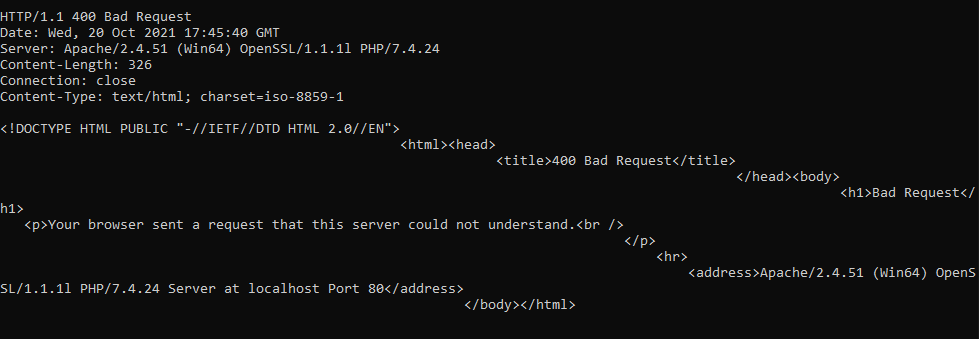 HTTP/1.1 400 Bad Request
Date: Wed, 20 Oct 2021 17:45:40 GMT
Server: Apache/2.4.51 (Win64) OpenSSL/1.1.1l PHP/7.4.24
Content-Length: 326
Connection: close
Content-Type: text/html; charset=iso-8859-1
<!DOCTYPE HTML PUBLIC "-//IETF//DTD HTML 2.0//EN">
<html><head>
<title>400 Bad Request</title>
</head><body>
<h1>Bad Request</
h1>
<p>Your browser sent a request that this server could not understand.<br />
</p>
<hr>
<address>Apache/2.4.51 (Win64) OpenS
SL/1.1.1l PHP/7.4.24 Server at localhost Port 80</address>
</body></html>